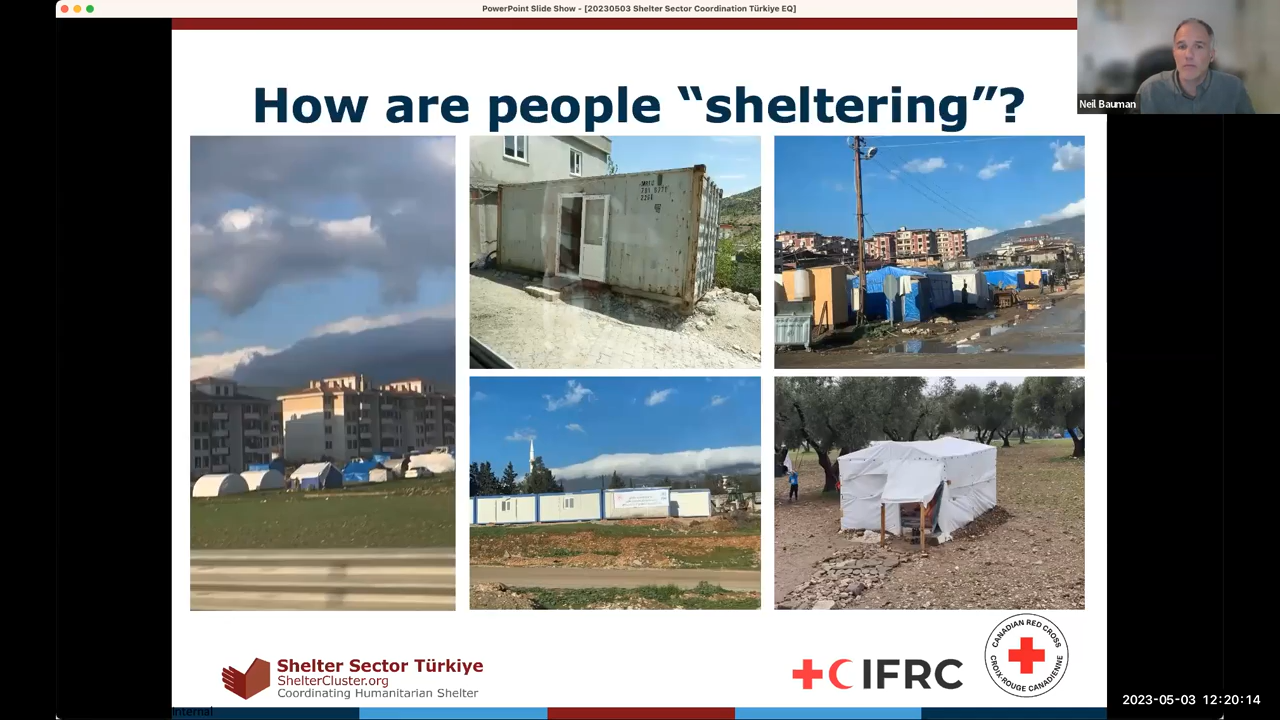 PowerPoint Slide Show - [20230503 Shelter Sector Coordination Türkiye EQ]
Neil Bauman
How are people “sheltering”?
Shelter Sector Türkiye
ShelterCluster.org
Coordinating Humanitarian Shelter
IFRC
CANADIAN RED CROSS
CROIX-ROUGE CANADIENNE
2023-05-03 12:20:14
Internal